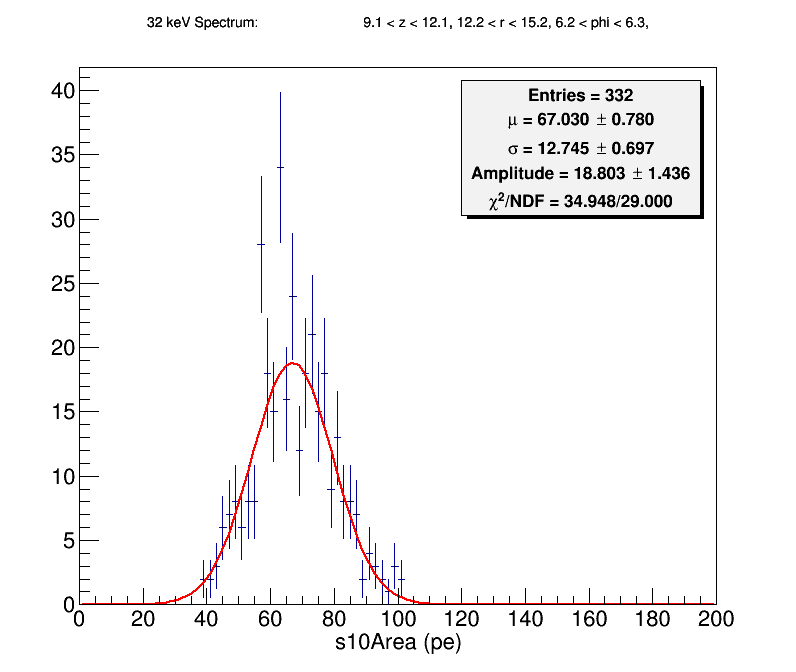 32 keV Spectrum: 9.1 < z < 12.1, 12.2 < r < 15.2, 6.2 < phi < 6.3,
Entries = 332
μ = 67.030 ± 0.780
σ = 12.745 ± 0.697
Amplitude = 18.803 ± 1.436
χ²/NDF = 34.948/29.000
40
35
30
25
20
15
10
5
0
0 20 40 60 80 100 120 140 160 180 200
s10Area (pe)